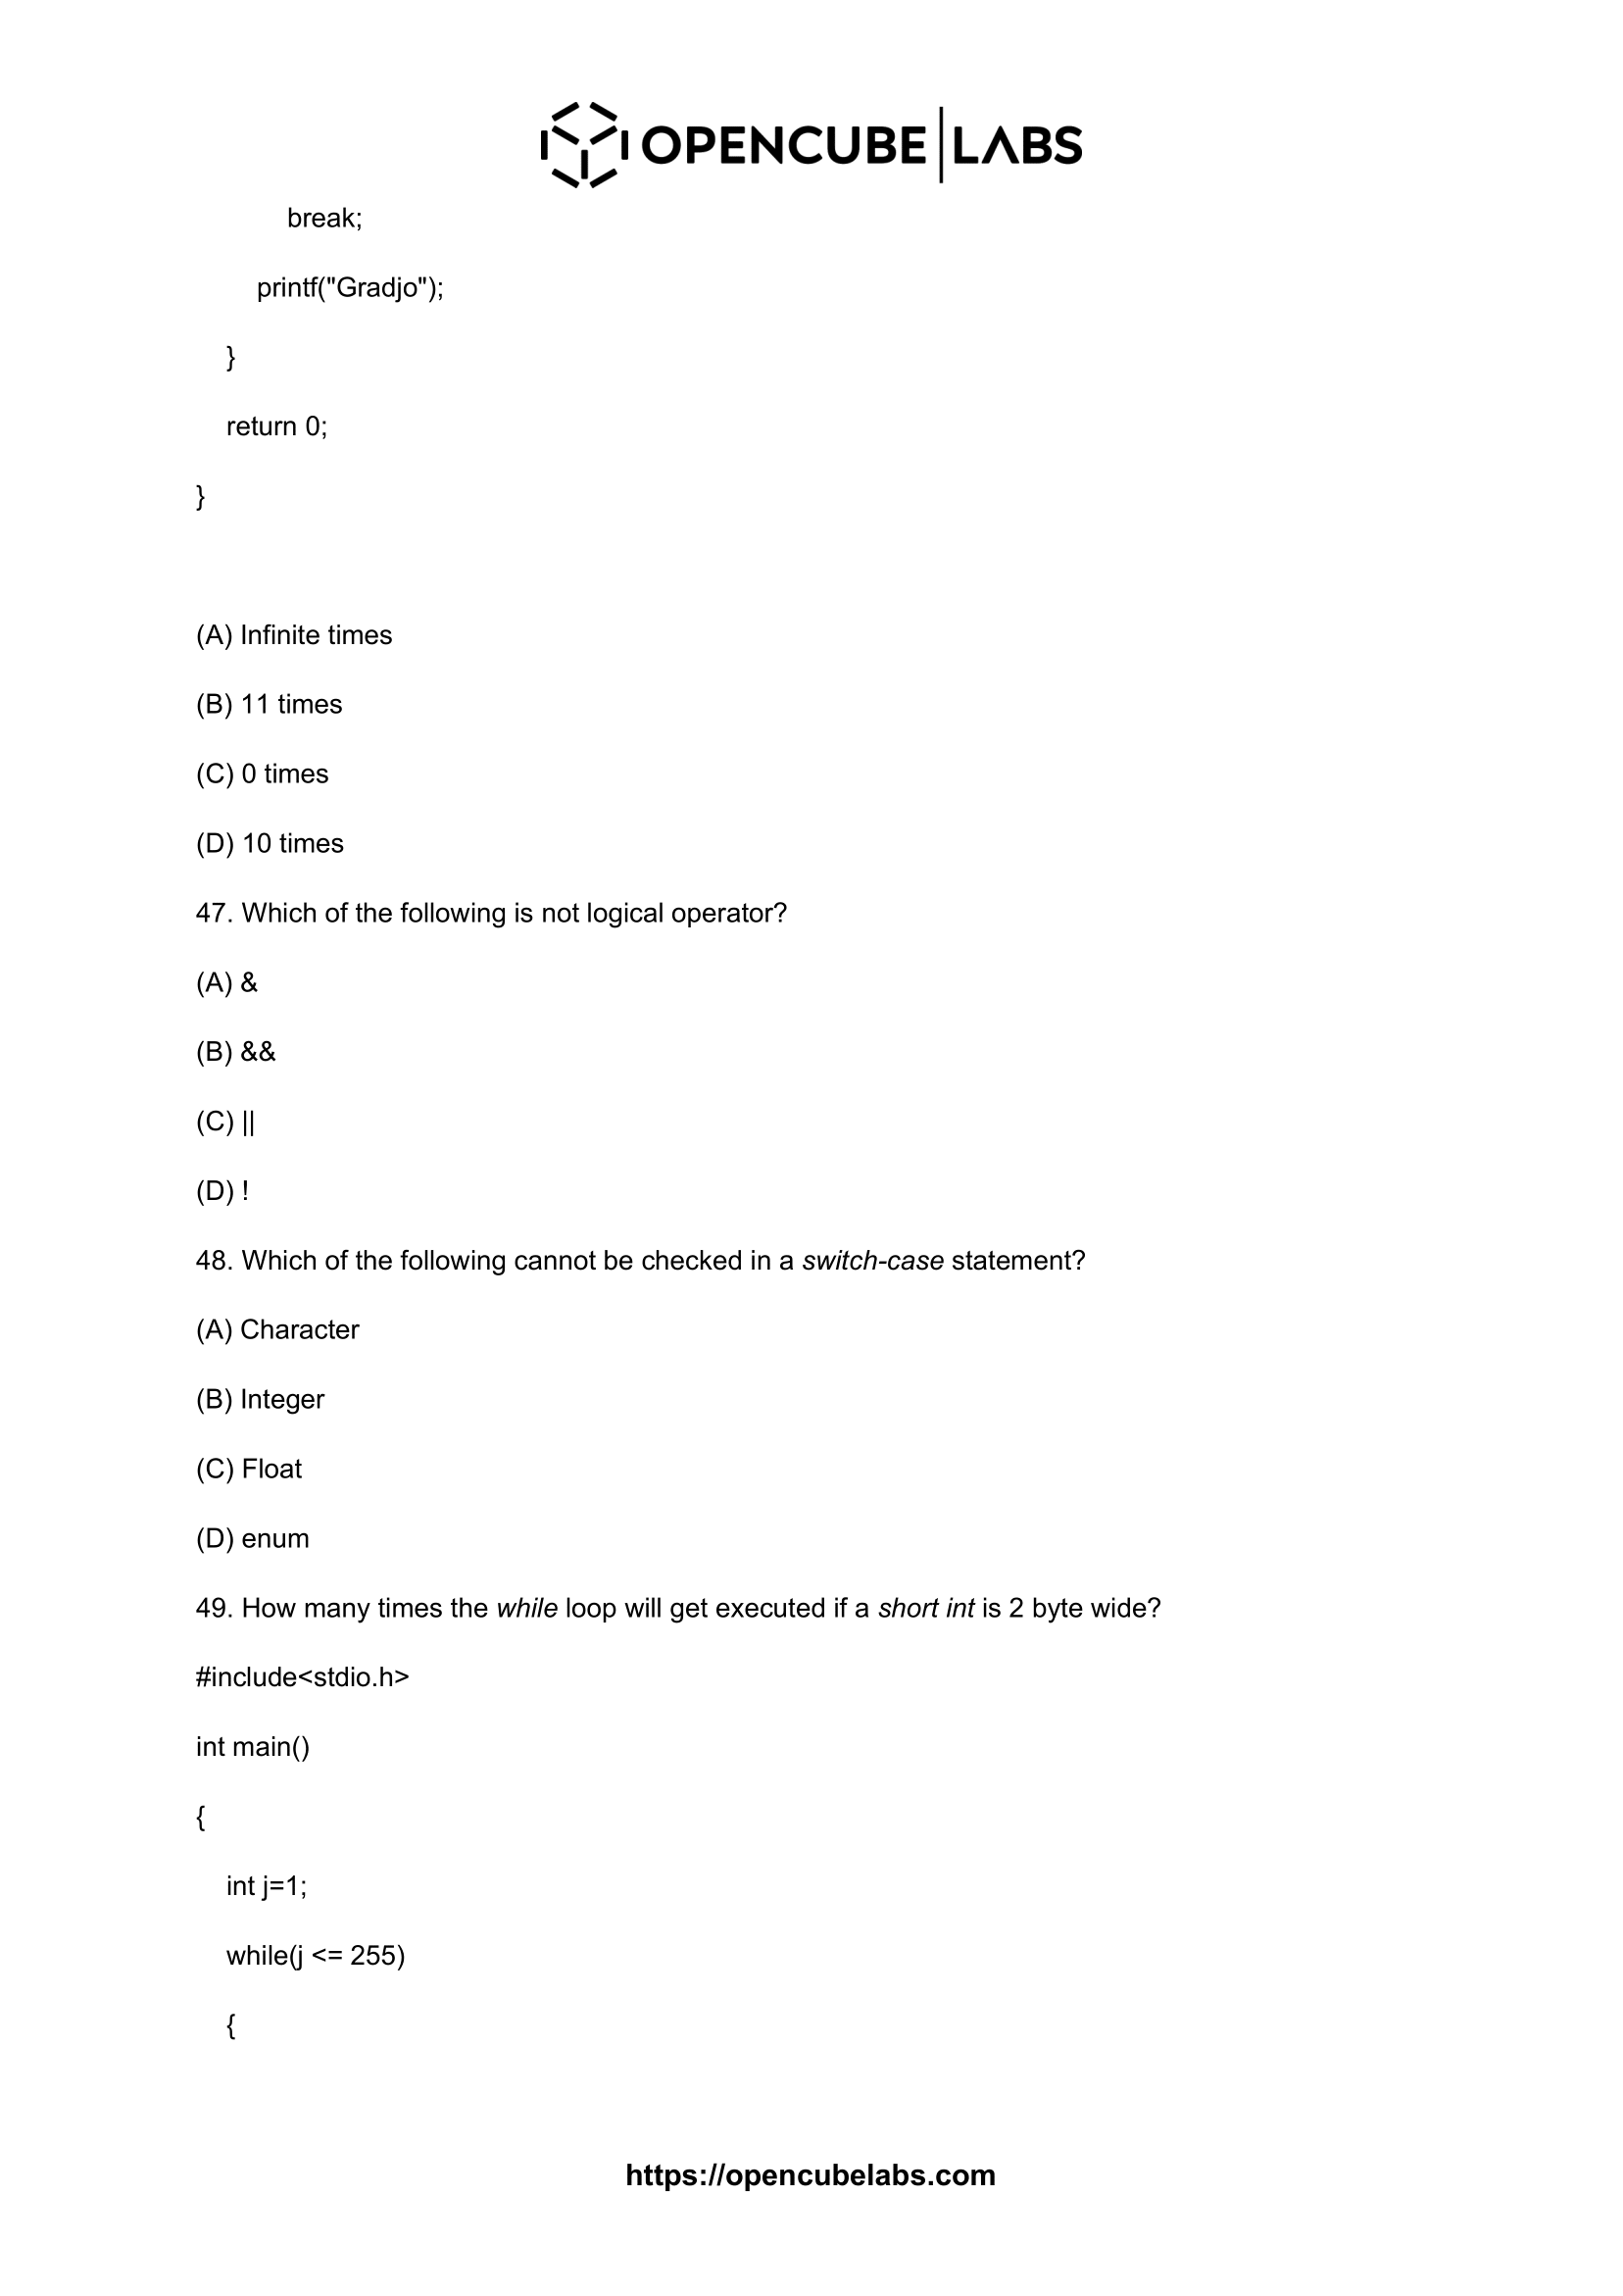 OPENCUBE LABS
break;
printf("Gradjo");
}
return 0;
}
(A) Infinite times
(B) 11 times
(C) 0 times
(D) 10 times
47. Which of the following is not logical operator?
(A) &
(B) &&
(C) ||
(D) !
48. Which of the following cannot be checked in a switch-case statement?
(A) Character
(B) Integer
(C) Float
(D) enum
49. How many times the while loop will get executed if a short int is 2 byte wide?
#include<stdio.h>
int main()
{
int j=1;
while(j <= 255)
{
https://opencubelabs.com